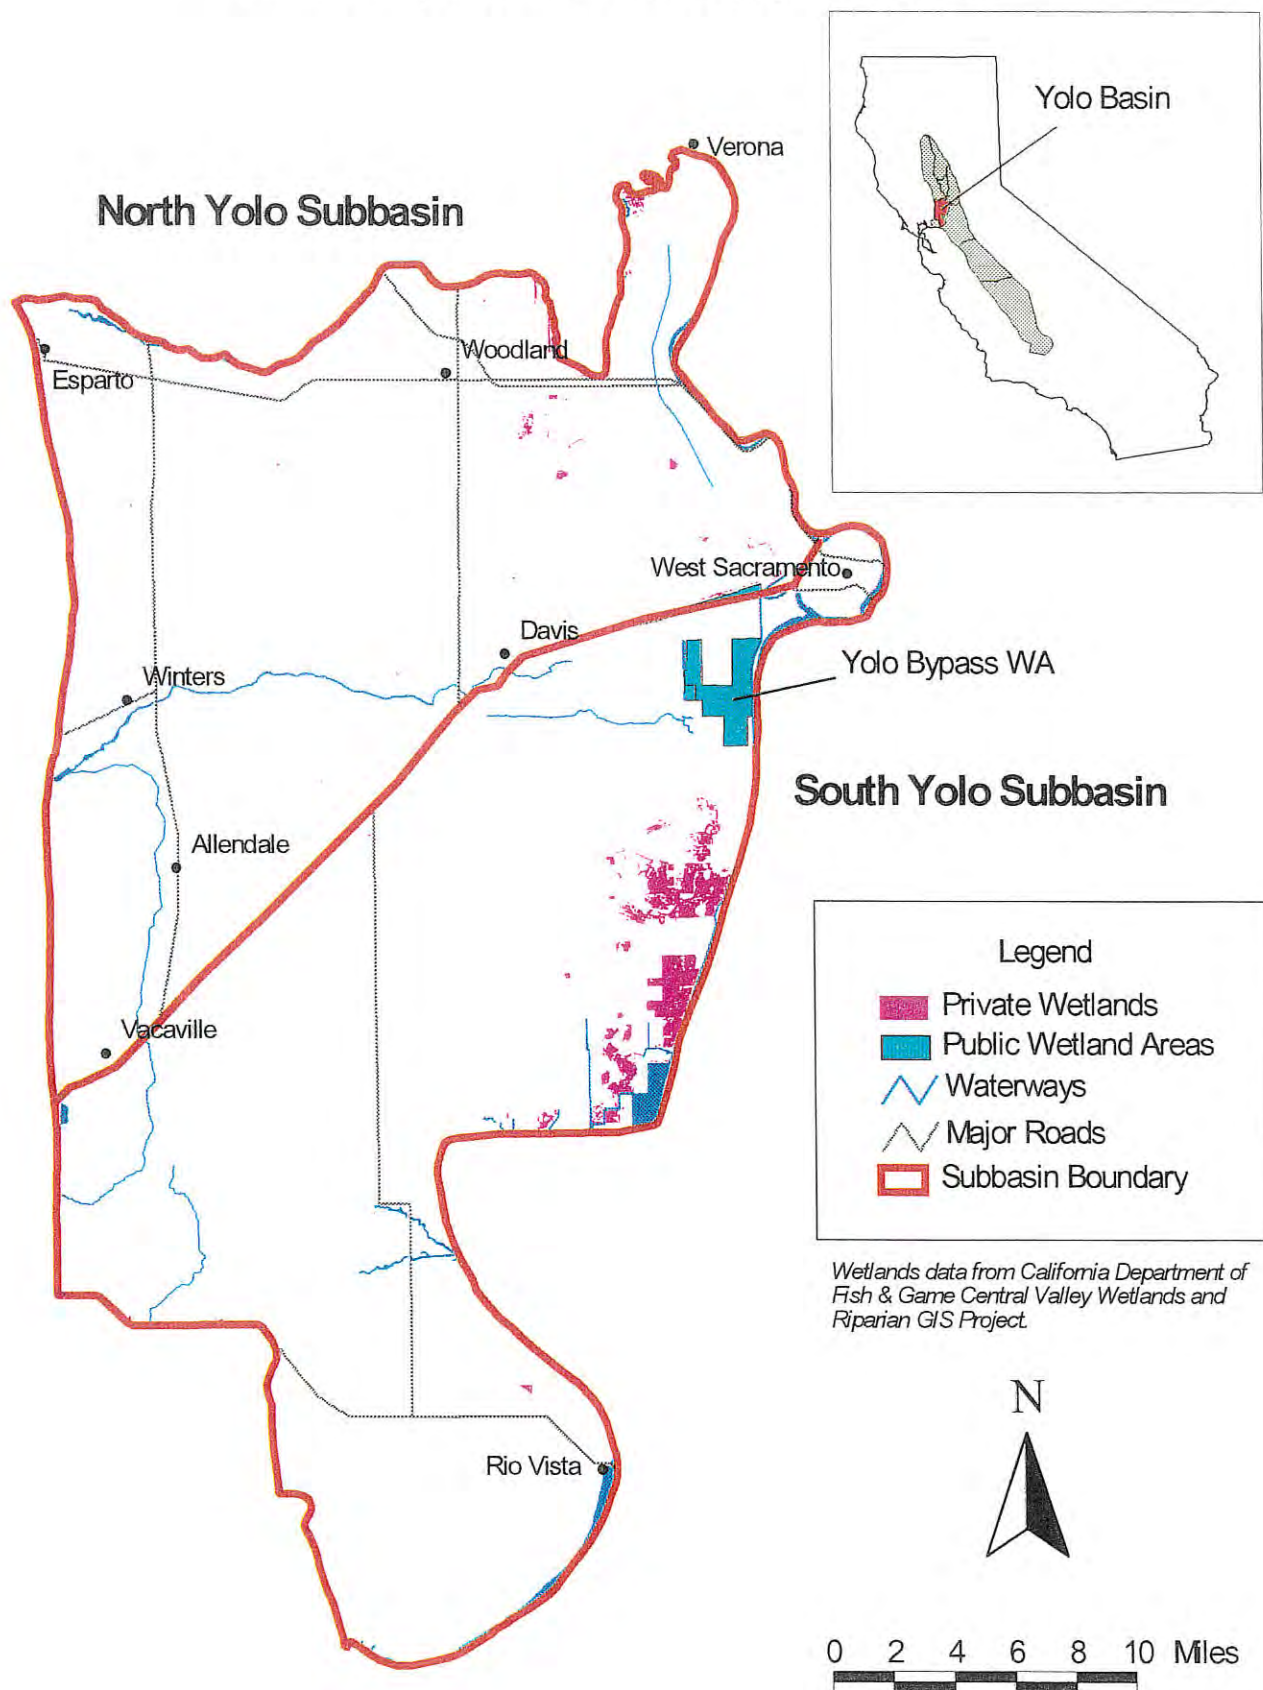 Yolo Basin
Verona
North Yolo Subbasin
Woodland
Esparto
West Sacramento
Davis
Yolo Bypass WA
Winters
South Yolo Subbasin
Allendale
Vacaville
Legend
Private Wetlands
Public Wetland Areas
Waterways
Major Roads
Subbasin Boundary
Wetlands data from California Department of
Fish & Game Central Valley Wetlands and
Riparian GIS Project.
N
Rio Vista
0 2 4 6 8 10 Miles